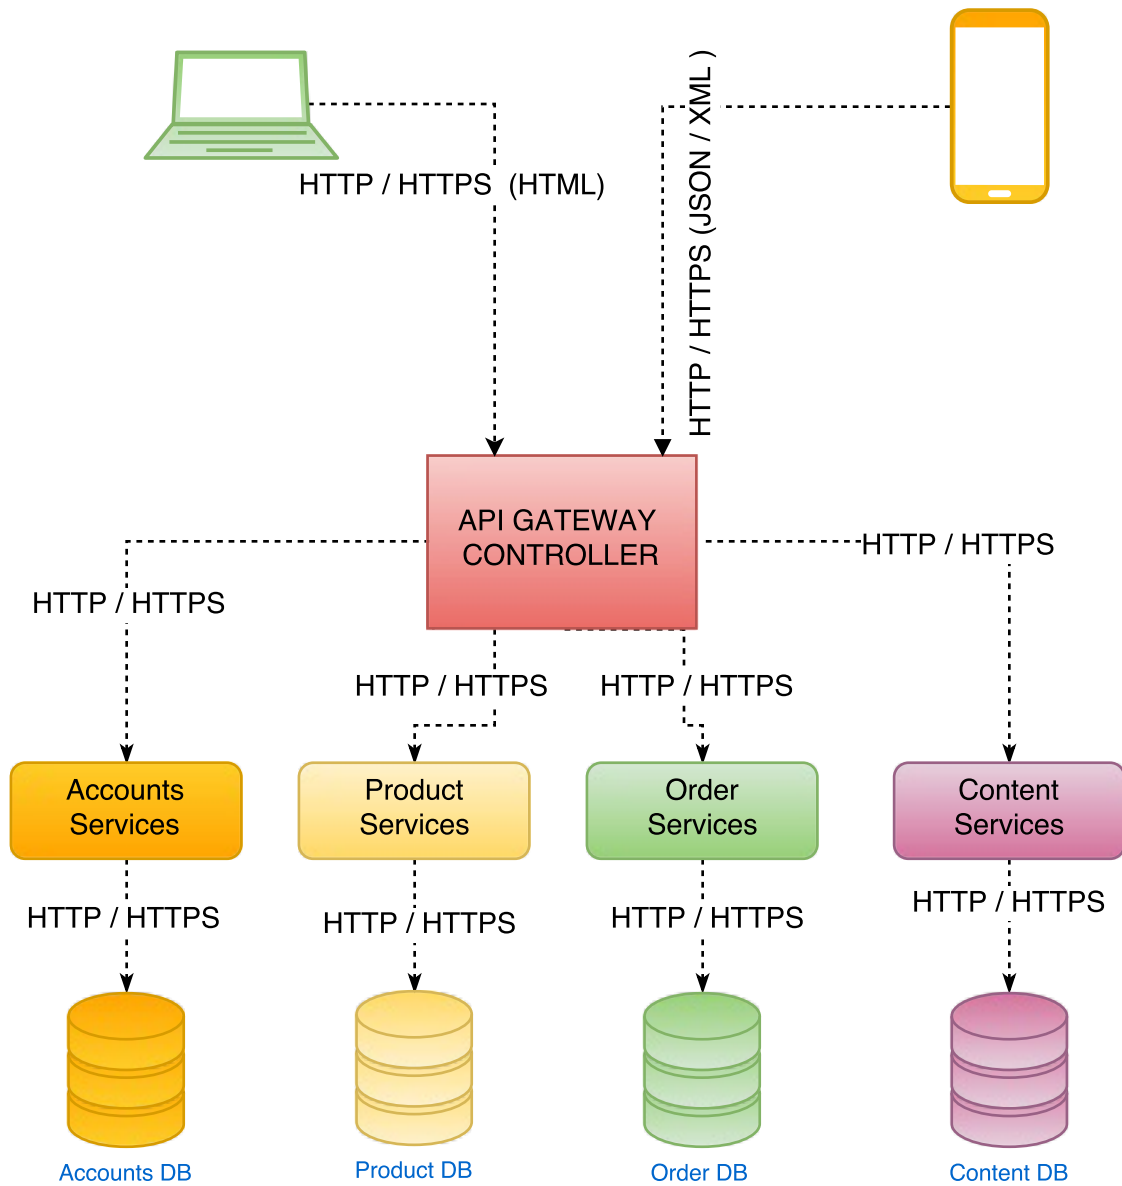 HTTP / HTTPS  (HTML)
HTTP / HTTPS (JSON / XML )
API GATEWAY
CONTROLLER
HTTP / HTTPS
HTTP / HTTPS
HTTP / HTTPS
HTTP / HTTPS
Accounts
Services
Product
Services
Order
Services
Content
Services
HTTP / HTTPS
HTTP / HTTPS
HTTP / HTTPS
HTTP / HTTPS
Accounts DB
Product DB
Order DB
Content DB